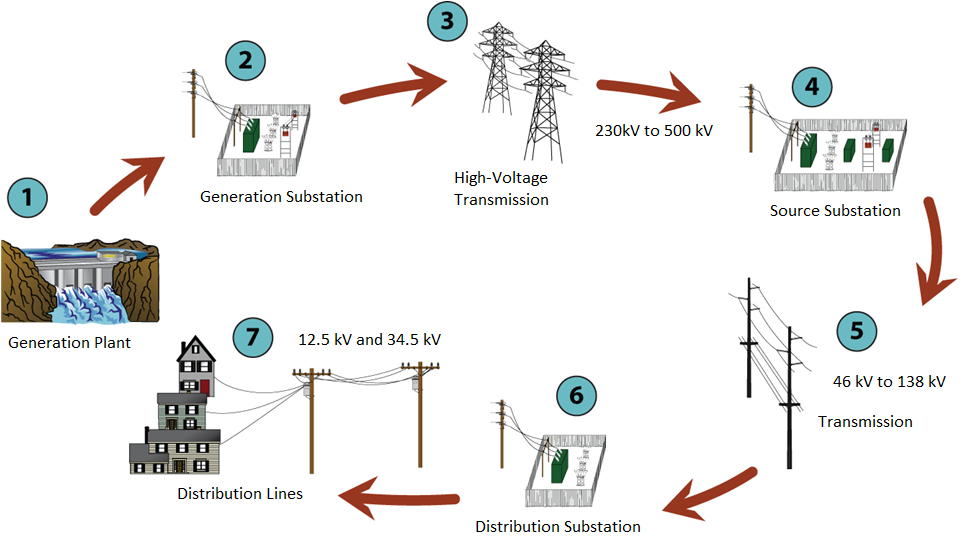 1
Generation Plant
2
Generation Substation
3
High-Voltage
Transmission
230kV to 500 kV
4
Source Substation
5
46 kV to 138 kV
Transmission
6
Distribution Substation
7
12.5 kV and 34.5 kV
Distribution Lines